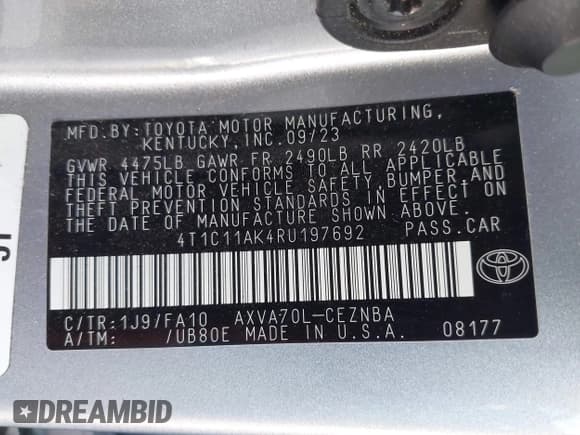 MFD.BY:TOYOTA MOTOR MANUFACTURING,
KENTUCKY,INC.09/23
GVWR 4475LB GAWR FR 2490LB RR 2420LB
THIS VEHICLE CONFORMS TO ALL APPLICABLE
FEDERAL MOTOR VEHICLE SAFETY,BUMPER,AND
THEFT PREVENTION STANDARDS IN EFFECT ON
THE DATE OF MANUFACTURE SHOWN ABOVE.
4T1C11AK4RU197692 PASS.CAR
C/TR:1J9/FA10 AXVA70L-CEZNBA
A/TM: /UB80E MADE IN U.S.A. 08177
DREAMBID